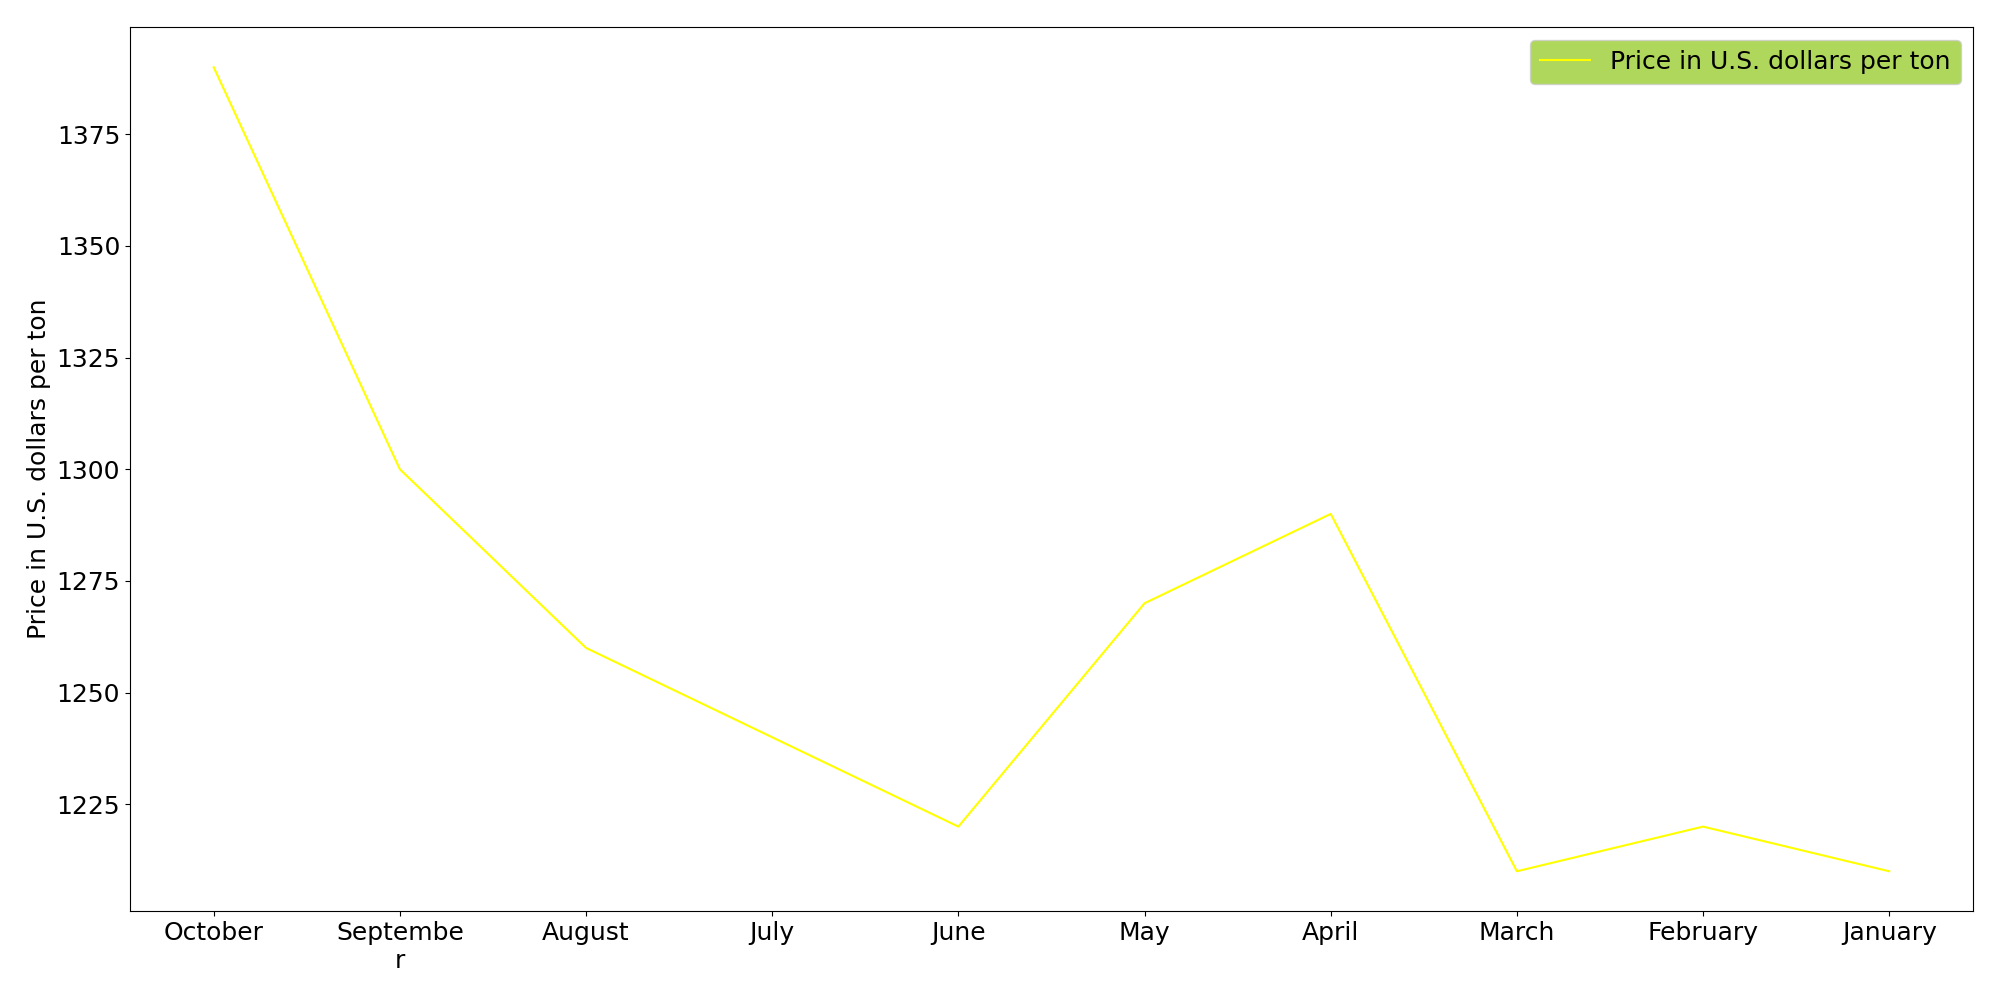 Price in U.S. dollars per ton
1375
1350
1325
1300
1275
1250
1225
Price in U.S. dollars per ton
October
Septembe
r
August
July
June
May
April
March
February
January